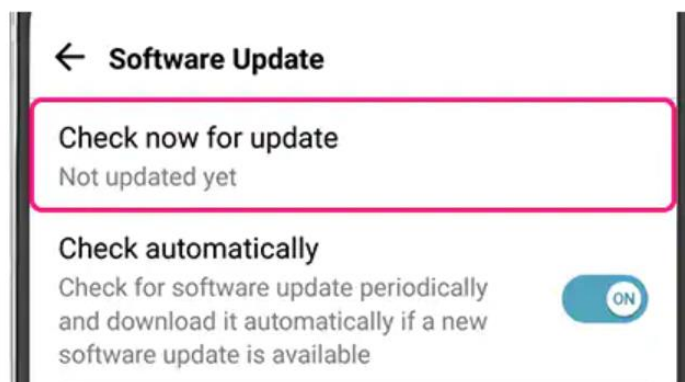 Software Update
Check now for update
Not updated yet
Check automatically
Check for software update periodically
and download it automatically if a new
software update is available
ON